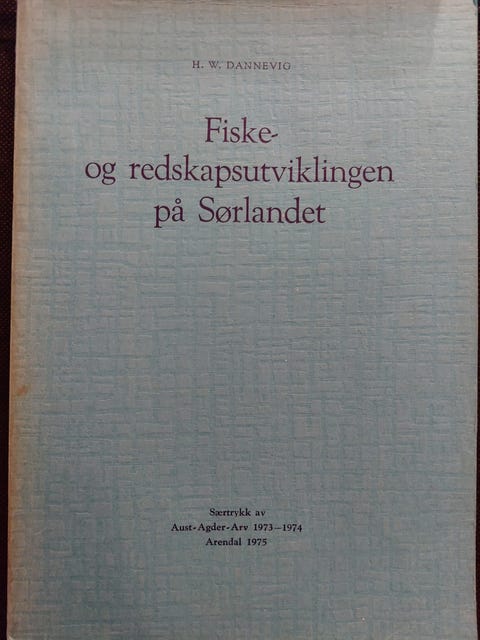 H. W. DANNEVIG
Fiske-
og redskapsutviklingen
på Sørlandet
Særtrykk av
Aust-Agder-Arv 1973—1974
Arendal 1975